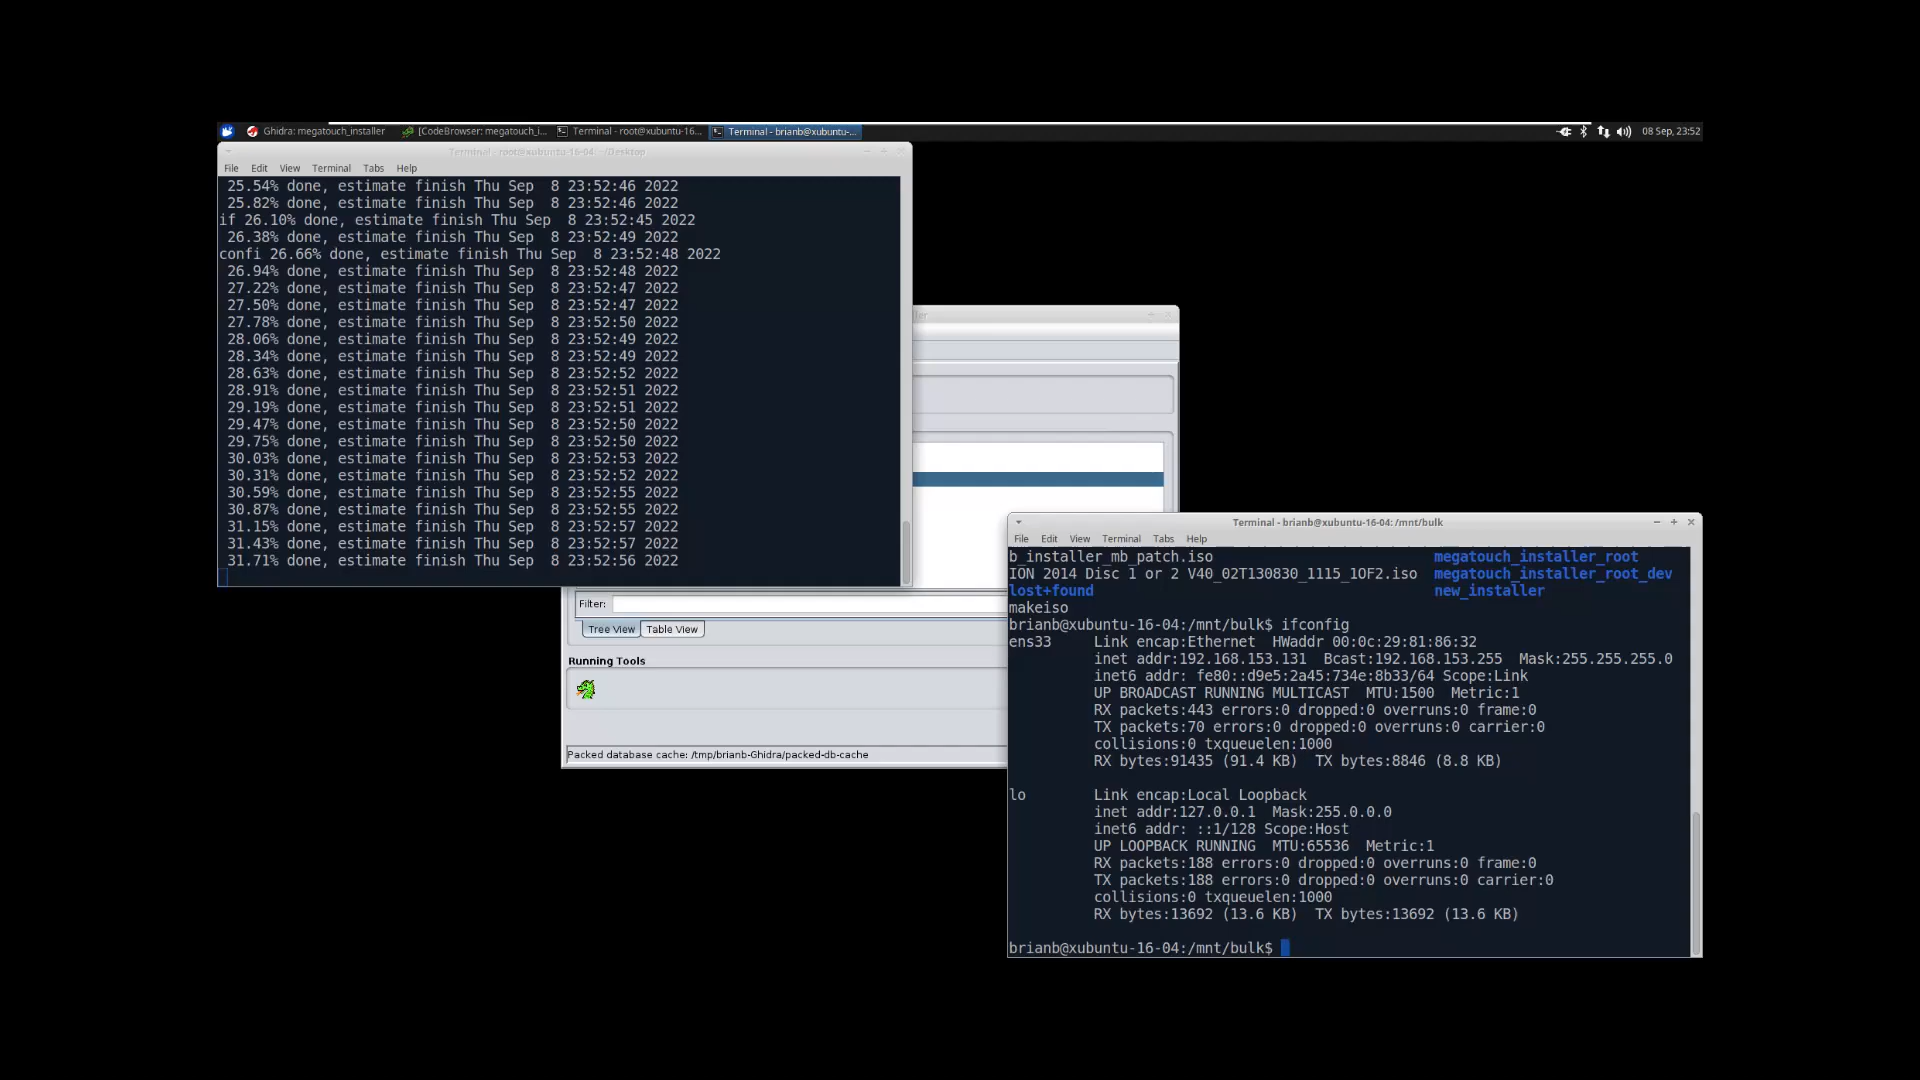 Ghidra: megatouch_installer
[CodeBrowser: megatouch_i...
Terminal - root@xubuntu-16...
Terminal - brianb@xubuntu-...
08 Sep, 23:52
Terminal - root@xubuntu-16-04: ~/Desktop
File Edit View Terminal Tabs Help
25.54% done, estimate finish Thu Sep  8 23:52:46 2022
25.82% done, estimate finish Thu Sep  8 23:52:46 2022
if 26.10% done, estimate finish Thu Sep  8 23:52:45 2022
26.38% done, estimate finish Thu Sep  8 23:52:49 2022
confi 26.66% done, estimate finish Thu Sep  8 23:52:48 2022
26.94% done, estimate finish Thu Sep  8 23:52:48 2022
27.22% done, estimate finish Thu Sep  8 23:52:47 2022
27.50% done, estimate finish Thu Sep  8 23:52:47 2022
27.78% done, estimate finish Thu Sep  8 23:52:50 2022
28.06% done, estimate finish Thu Sep  8 23:52:49 2022
28.34% done, estimate finish Thu Sep  8 23:52:49 2022
28.63% done, estimate finish Thu Sep  8 23:52:52 2022
28.91% done, estimate finish Thu Sep  8 23:52:51 2022
29.19% done, estimate finish Thu Sep  8 23:52:51 2022
29.47% done, estimate finish Thu Sep  8 23:52:50 2022
29.75% done, estimate finish Thu Sep  8 23:52:50 2022
30.03% done, estimate finish Thu Sep  8 23:52:53 2022
30.31% done, estimate finish Thu Sep  8 23:52:52 2022
30.59% done, estimate finish Thu Sep  8 23:52:55 2022
30.87% done, estimate finish Thu Sep  8 23:52:55 2022
31.15% done, estimate finish Thu Sep  8 23:52:57 2022
31.43% done, estimate finish Thu Sep  8 23:52:57 2022
31.71% done, estimate finish Thu Sep  8 23:52:56 2022
Filter:
Tree View Table View
Running Tools
Packed database cache: /tmp/brianb-Ghidra/packed-db-cache
Terminal - brianb@xubuntu-16-04: /mnt/bulk
File Edit View Terminal Tabs Help
b_installer_mb_patch.iso megatouch_installer_root
ION 2014 Disc 1 or 2 V40_02T130830_1115_1OF2.iso megatouch_installer_root_dev
lost+found new_installer
makeiso
brianb@xubuntu-16-04:/mnt/bulk$ ifconfig
ens33 Link encap:Ethernet  HWaddr 00:0c:29:81:86:32
inet addr:192.168.153.131  Bcast:192.168.153.255  Mask:255.255.255.0
inet6 addr: fe80::d9e5:2a45:734e:8b33/64 Scope:Link
UP BROADCAST RUNNING MULTICAST  MTU:1500  Metric:1
RX packets:443 errors:0 dropped:0 overruns:0 frame:0
TX packets:70 errors:0 dropped:0 overruns:0 carrier:0
collisions:0 txqueuelen:1000
RX bytes:91435 (91.4 KB)  TX bytes:8846 (8.8 KB)
lo Link encap:Local Loopback
inet addr:127.0.0.1  Mask:255.0.0.0
inet6 addr: ::1/128 Scope:Host
UP LOOPBACK RUNNING  MTU:65536  Metric:1
RX packets:188 errors:0 dropped:0 overruns:0 frame:0
TX packets:188 errors:0 dropped:0 overruns:0 carrier:0
collisions:0 txqueuelen:1000
RX bytes:13692 (13.6 KB)  TX bytes:13692 (13.6 KB)
brianb@xubuntu-16-04:/mnt/bulk$